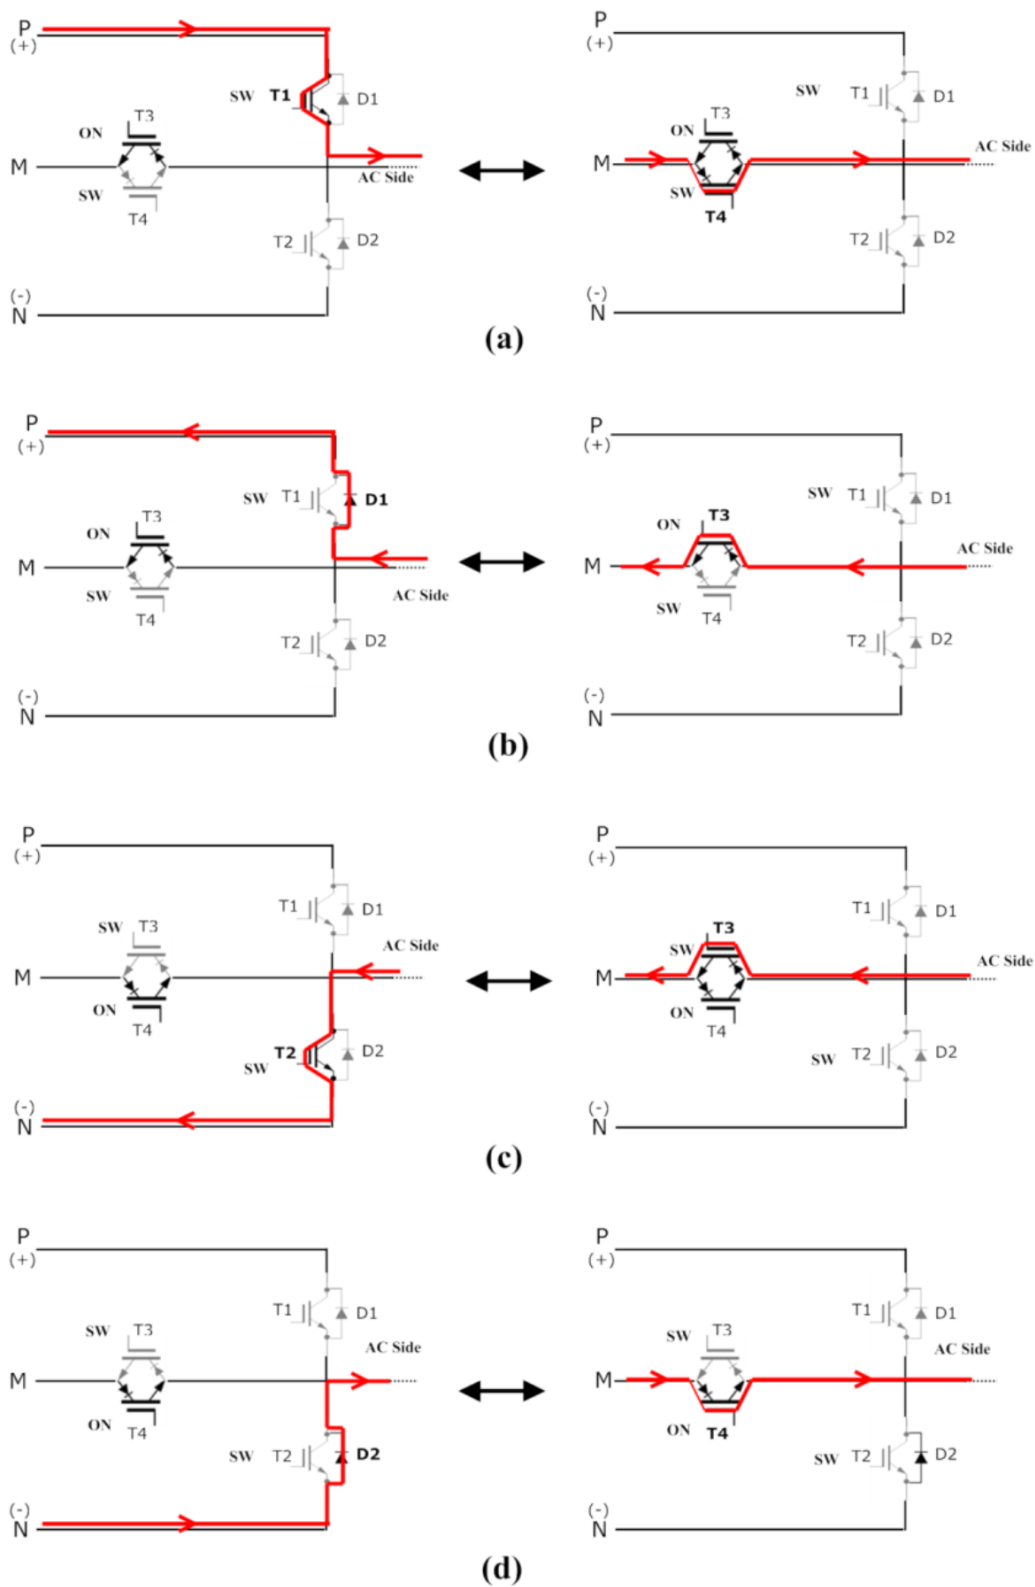 P
(+)
SW T1 D1
T3
ON
M
AC Side
SW
T4
T2 D2
(-)
N
P
(+)
SW T1 D1
T3
ON
AC Side
M
SW
T4
T2 D2
(-)
N
(a)
P
(+)
SW T1 D1
T3
ON
M
AC Side
SW
T4
T2 D2
(-)
N
P
(+)
SW T1 D1
T3
ON
AC Side
M
SW
T4
T2 D2
(-)
N
(b)
P
(+)
T1 D1
SW T3
AC Side
M
ON
T4
T2 D2
SW
(-)
N
P
(+)
T1 D1
T3
SW
AC Side
M
ON
T4
SW T2 D2
(-)
N
(c)
P
(+)
T1 D1
SW T3
AC Side
M
ON
T4
SW T2 D2
(-)
N
P
(+)
T1 D1
SW T3
AC Side
M
ON T4
SW T2 D2
(-)
N
(d)